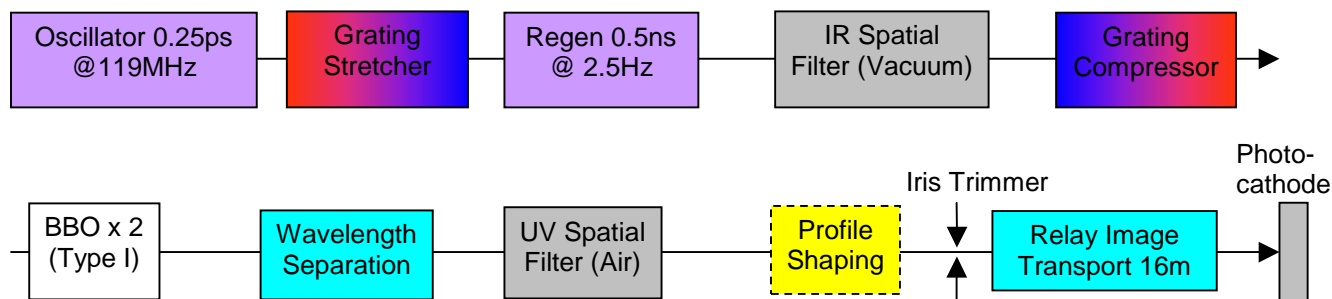 Oscillator 0.25ps
@119MHz
Grating
Stretcher
Regen 0.5ns
@ 2.5Hz
IR Spatial
Filter (Vacuum)
Grating
Compressor
BBO x 2
(Type I)
Wavelength
Separation
UV Spatial
Filter (Air)
Profile
Shaping
Iris Trimmer
Relay Image
Transport 16m
Photo-
cathode